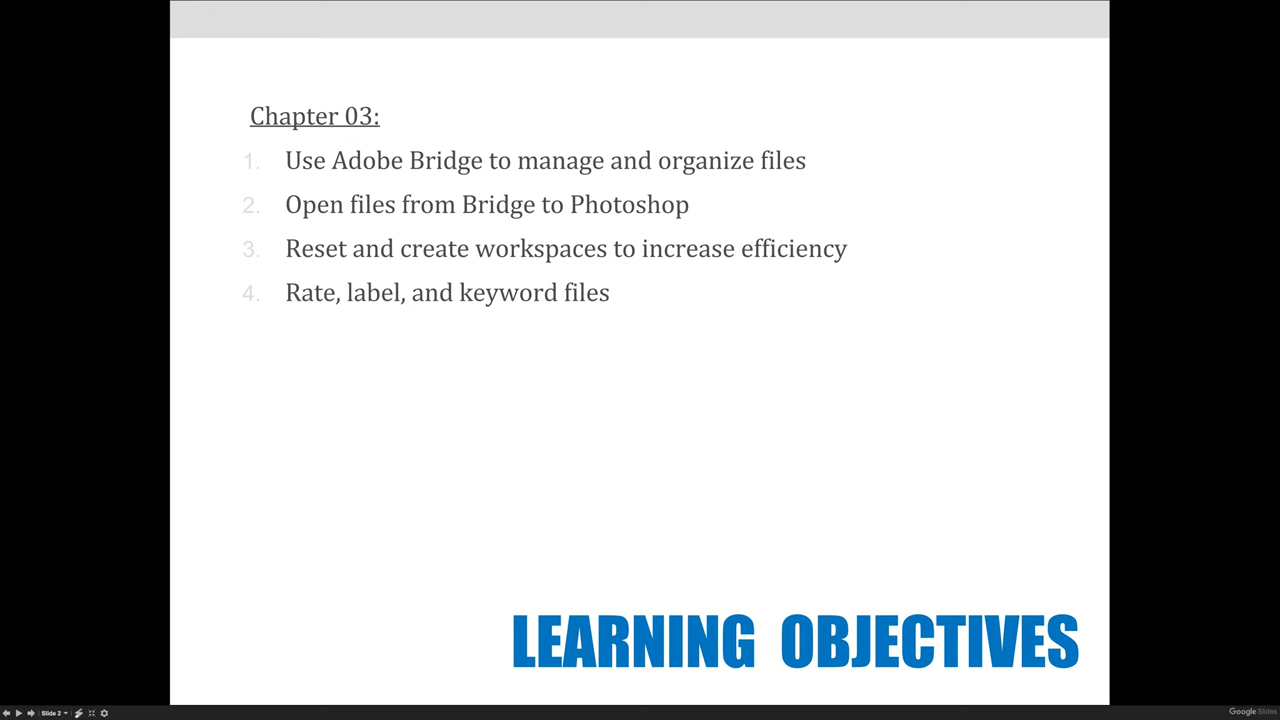 Chapter 03:
1. Use Adobe Bridge to manage and organize files
2. Open files from Bridge to Photoshop
3. Reset and create workspaces to increase efficiency
4. Rate, label, and keyword files
LEARNING OBJECTIVES
Slide 2
Google Slides